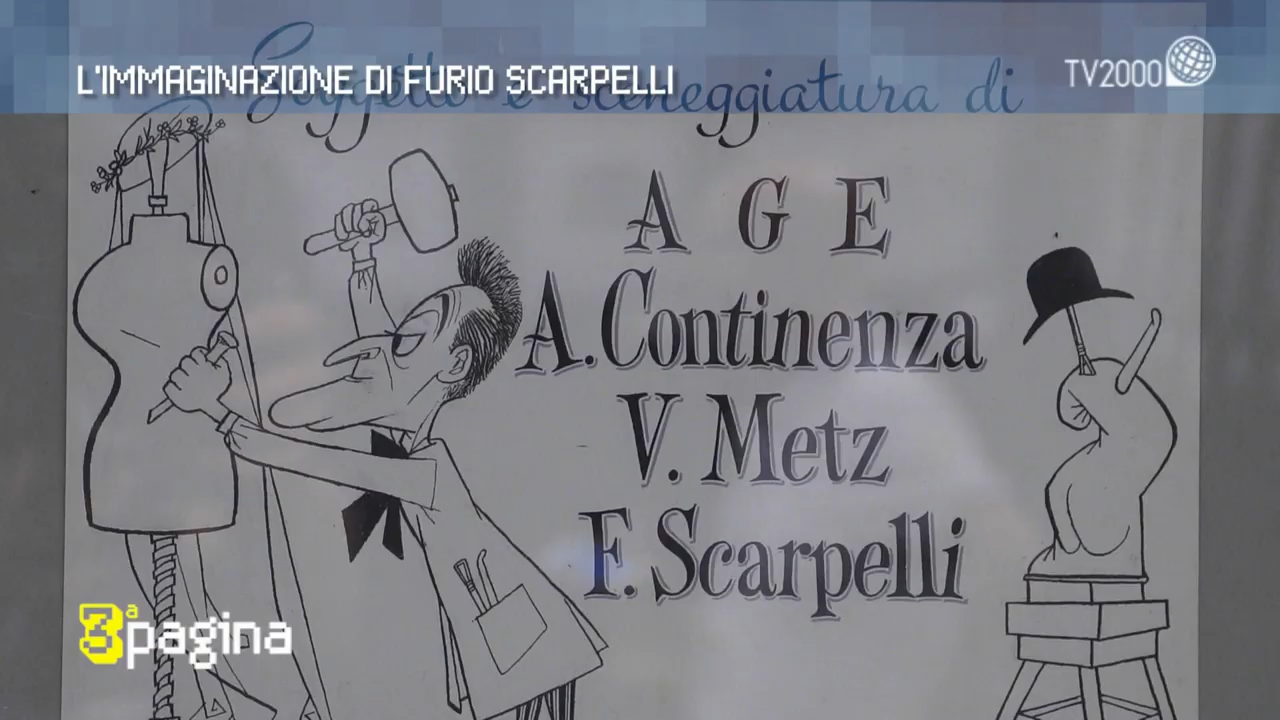 L'IMMAGINAZIONE DI FURIO SCARPELLI
TV2000
Soggetto e sceneggiatura di
AGE
A. Continenza
V. Metz
F. Scarpelli
3a pagina